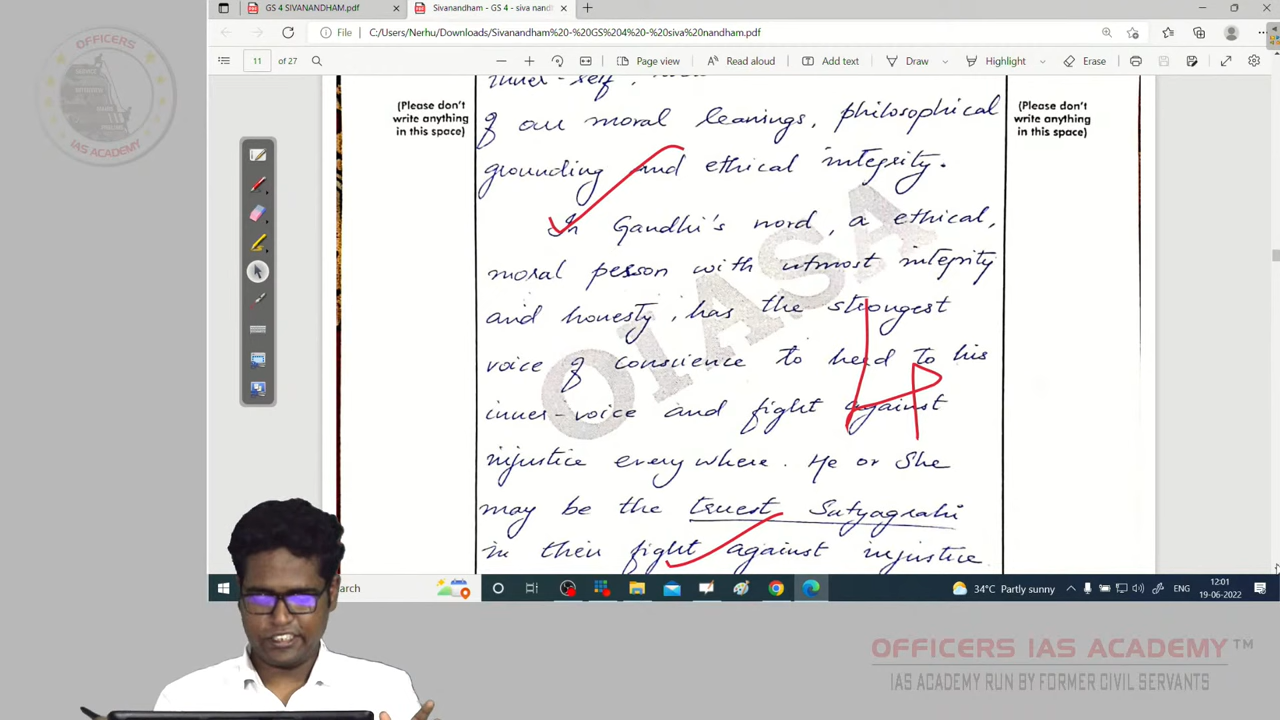 OFFICERS
IAS ACADEMY
GS 4 SIVANANDHAM.pdf
Sivanandham - GS 4 - siva nandh
File
C:/Users/Nerhu/Downloads/Sivanandham%20-%20GS%204%20-%20siva%20nandham.pdf
11 of 27
Page view
Read aloud
Add text
Draw
Highlight
Erase
(Please don't
write anything
in this space)
(Please don't
write anything
in this space)
inner-self,
of our moral leanings, philosophical
grounding and ethical integrity.
In Gandhi's word, a ethical,
moral person with utmost integrity
and honesty, has the strongest
voice of conscience to heed to his
inner-voice and fight against
injustice everywhere. He or She
may be the truest Satyagrahi
in their fight against injustice
OIASA
arch
34°C Partly sunny
ENG
12:01
19-06-2022
OFFICERS IAS ACADEMY™
IAS ACADEMY RUN BY FORMER CIVIL SERVANTS